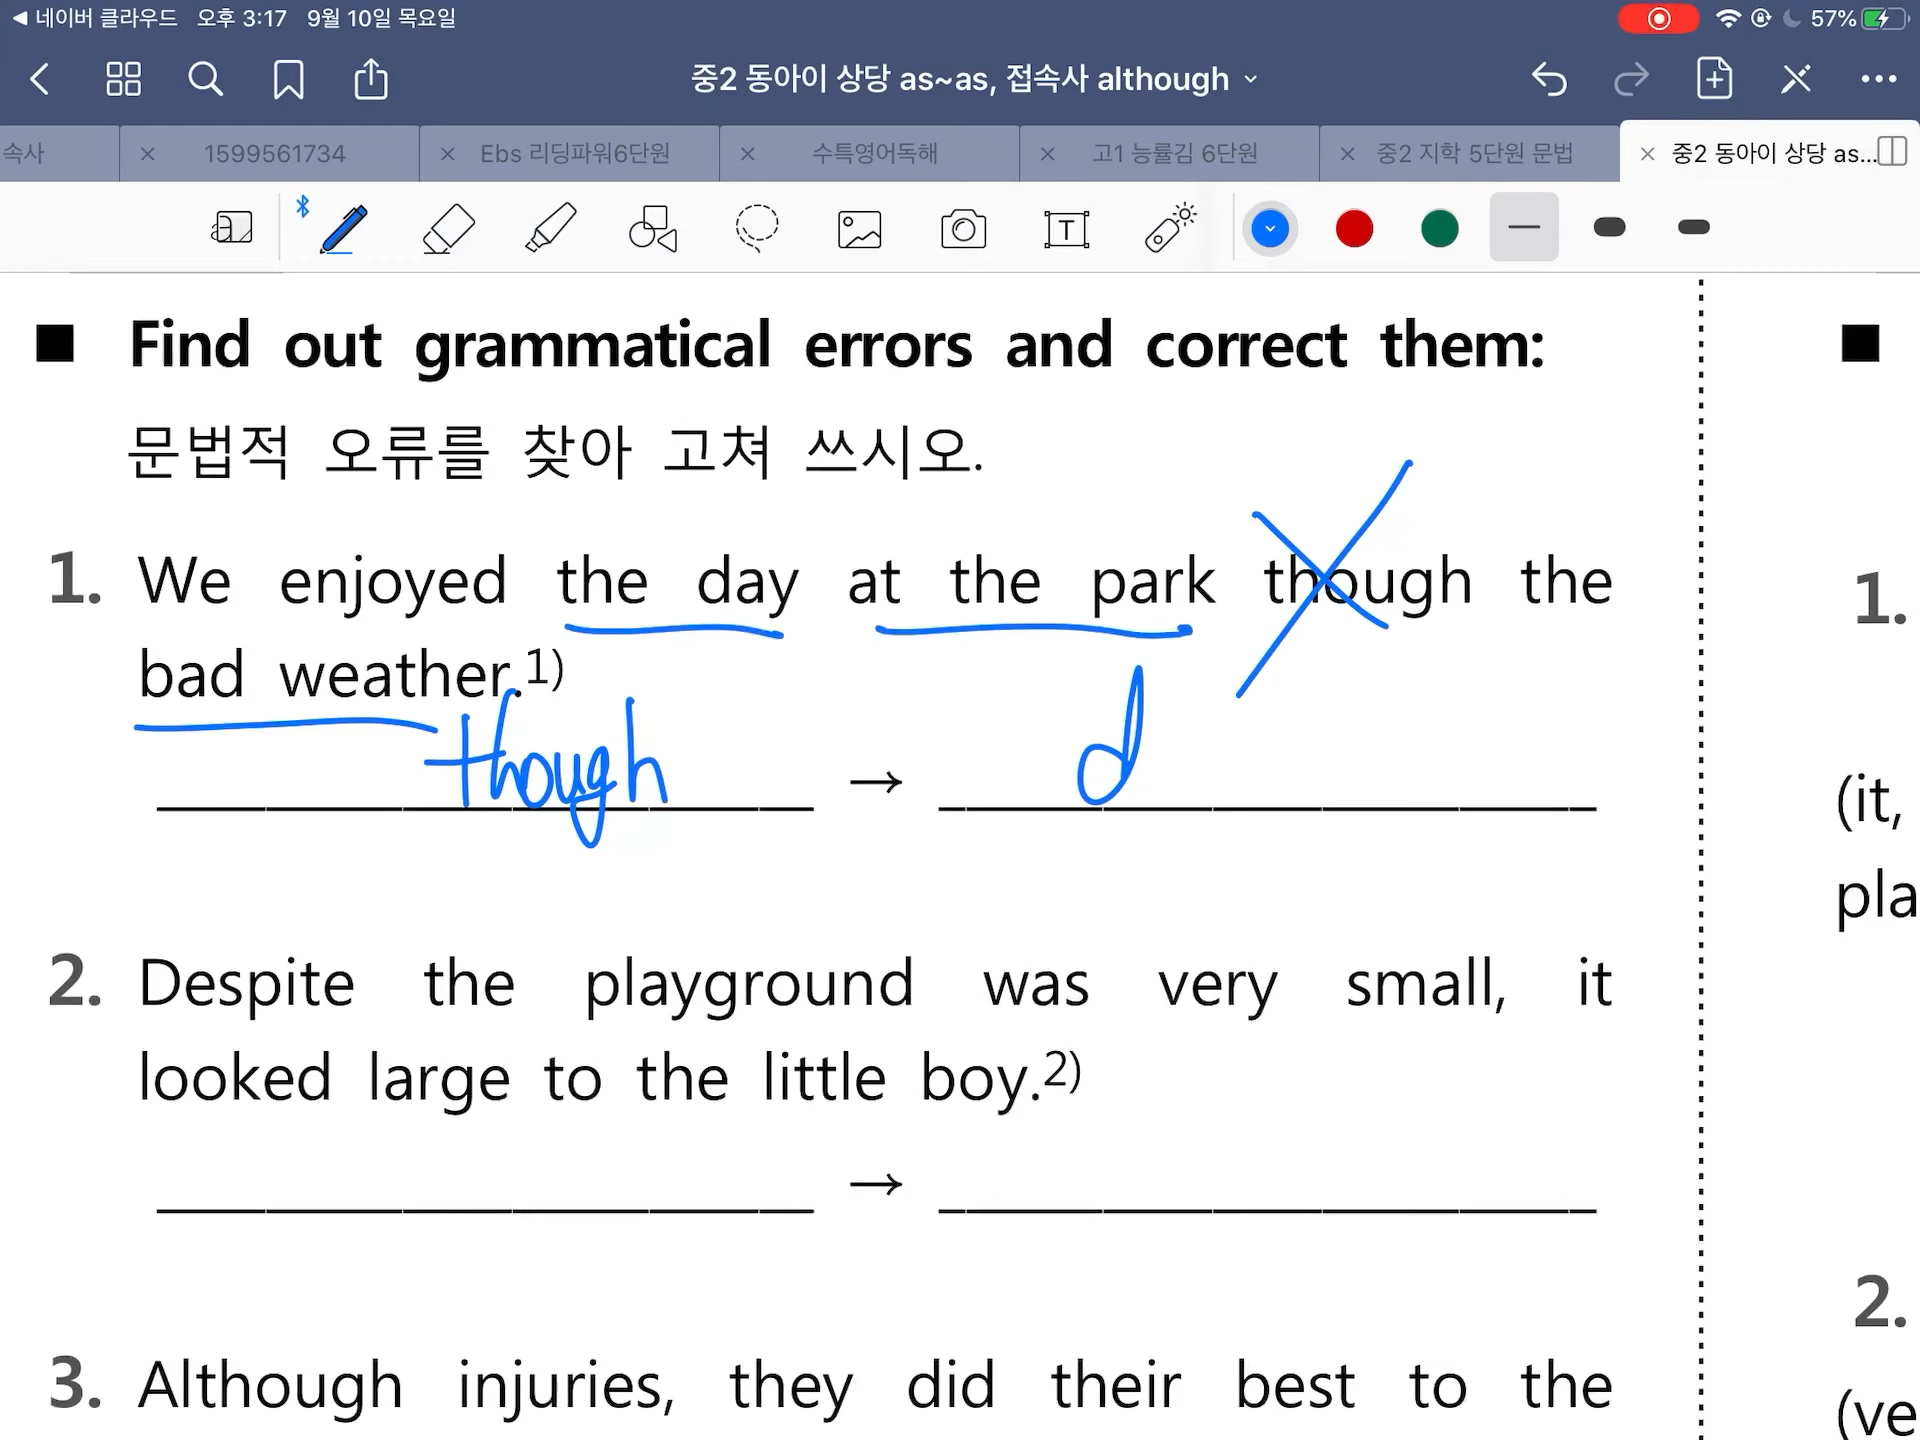 네이버 클라우드 오후 3:17 9월 10일 목요일 57%
중2 동아이 상당 as~as, 접속사 although
속사 1599561734 Ebs 리딩파워6단원 수특영어독해 고1 능률김 6단원 중2 지학 5단원 문법 중2 동아이 상당 as...
■ Find out grammatical errors and correct them:
문법적 오류를 찾아 고쳐 쓰시오.
1. We enjoyed the day at the park though the
bad weather.1)
though → d
2. Despite the playground was very small, it
looked large to the little boy.2)
→
3. Although injuries, they did their best to the
■
1.
(it,
pla
2.
(ve